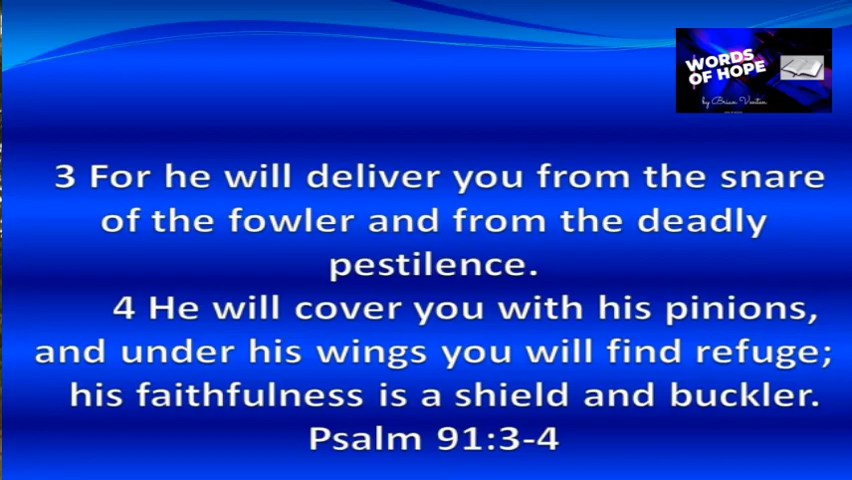 WORDS
OF HOPE
by Brian
3 For he will deliver you from the snare
of the fowler and from the deadly
pestilence.
4 He will cover you with his pinions,
and under his wings you will find refuge;
his faithfulness is a shield and buckler.
Psalm 91:3-4